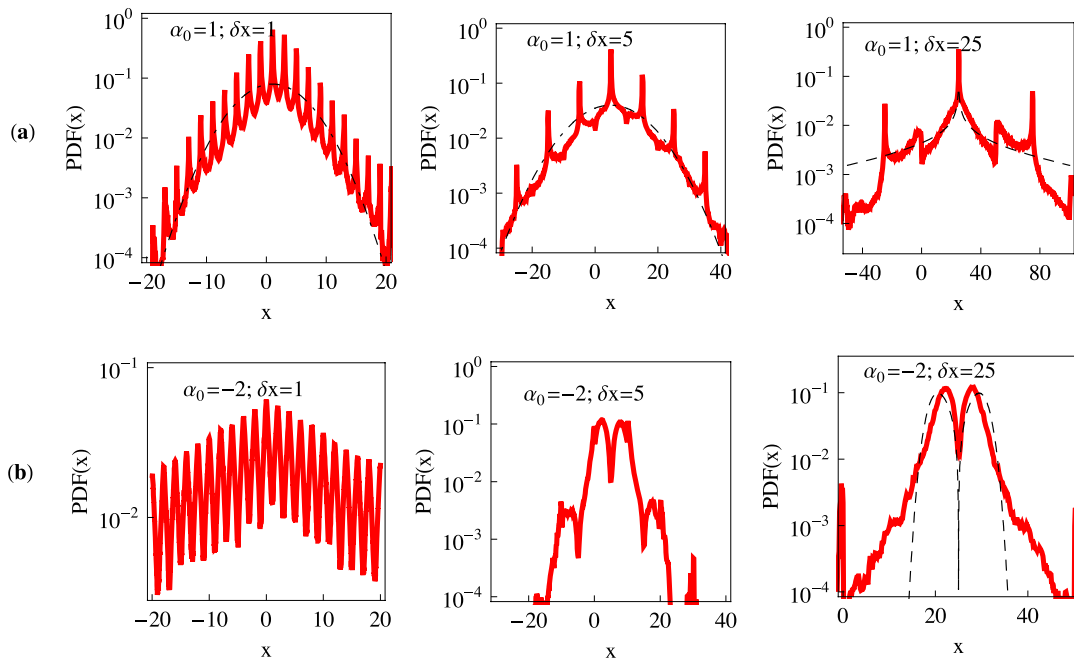 (a)
α₀=1; δx=1
PDF(x)
10⁰
10⁻¹
10⁻²
10⁻³
10⁻⁴
−20 −10 0 10 20
x
α₀=1; δx=5
PDF(x)
10⁰
10⁻¹
10⁻²
10⁻³
10⁻⁴
−20 0 20 40
x
α₀=1; δx=25
PDF(x)
10⁰
10⁻¹
10⁻²
10⁻³
10⁻⁴
−40 0 40 80
x
(b)
α₀=−2; δx=1
PDF(x)
10⁻¹
10⁻²
−20 −10 0 10 20
x
α₀=−2; δx=5
PDF(x)
10⁰
10⁻¹
10⁻²
10⁻³
10⁻⁴
−20 0 20 40
x
α₀=−2; δx=25
PDF(x)
10⁻¹
10⁻²
10⁻³
10⁻⁴
0 20 40
x